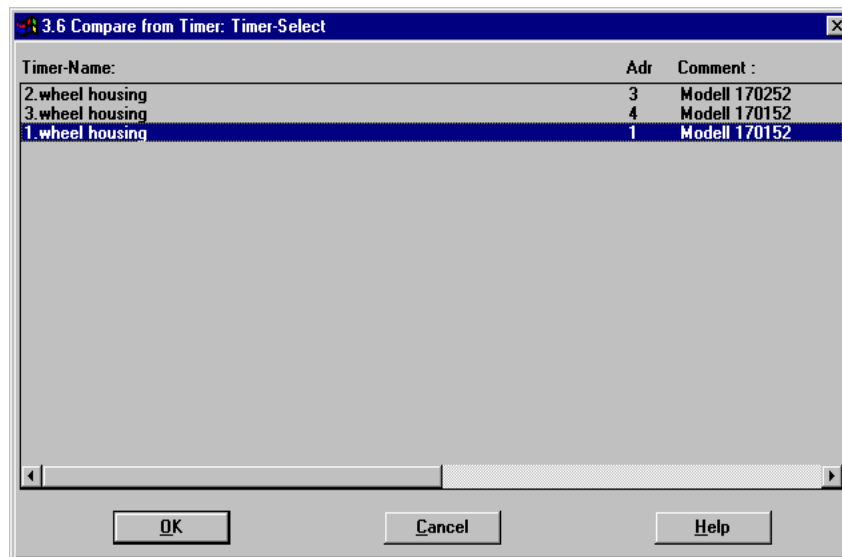 3.6 Compare from Timer: Timer-Select
Timer-Name: Adr Comment :
2.wheel housing 3 Modell 170252
3.wheel housing 4 Modell 170152
1.wheel housing 1 Modell 170152
OK Cancel Help